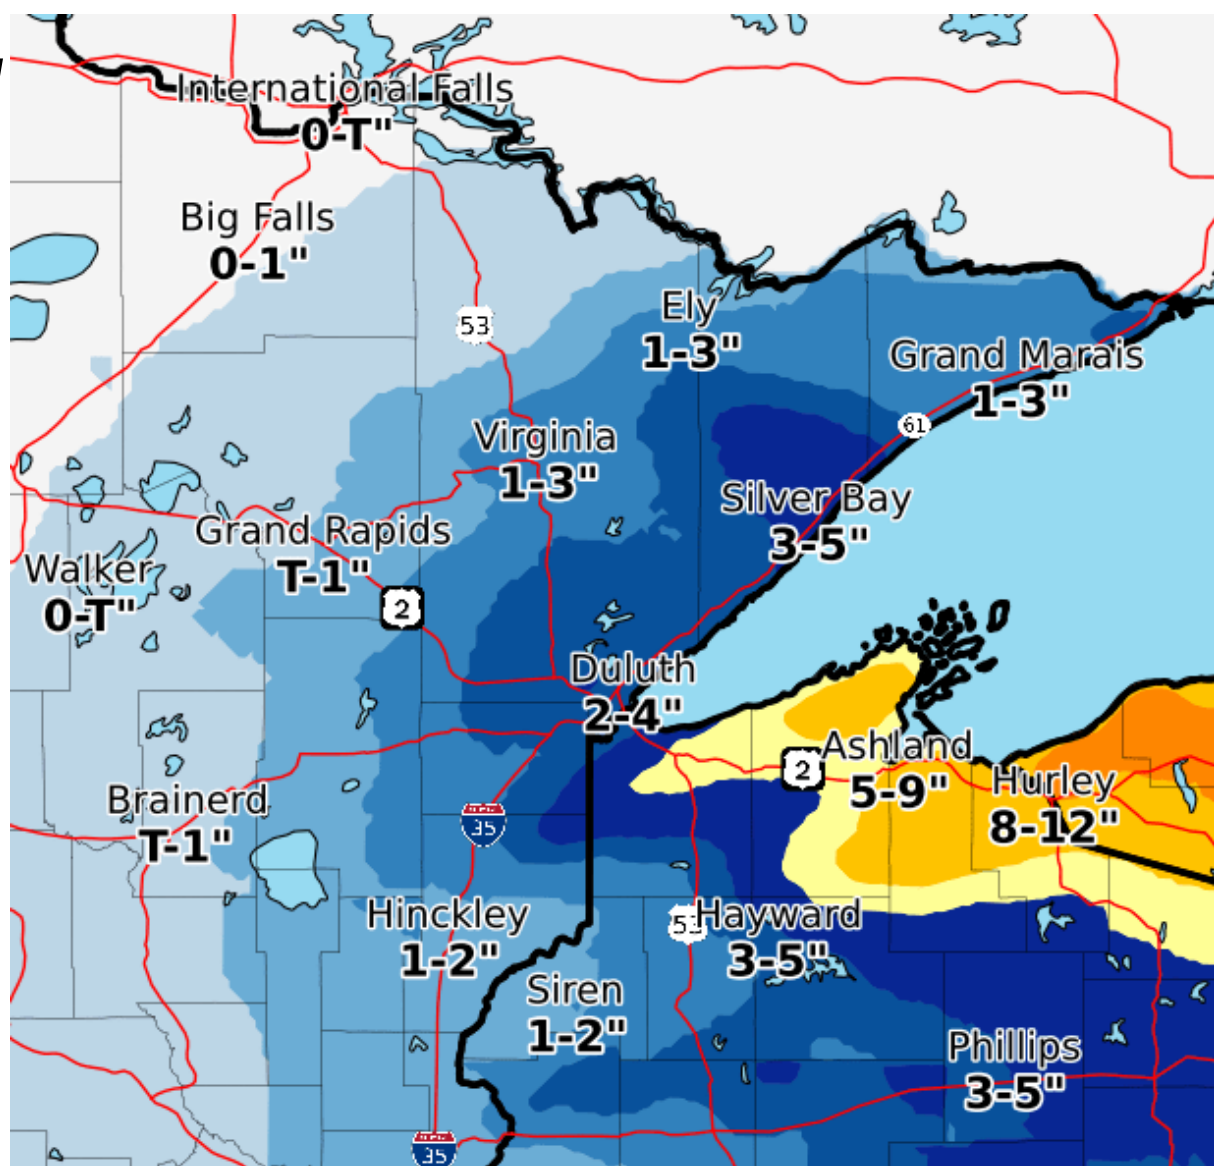 International Falls
0-T"
Big Falls
0-1"
53
Ely
1-3"
Grand Marais
1-3"
61
Virginia
1-3"
Silver Bay
3-5"
Grand Rapids
T-1"
Walker
0-T"
2
Duluth
2-4"
Ashland
5-9"
2
Hurley
8-12"
Brainerd
T-1"
35
Hinckley
1-2"
53
Hayward
3-5"
Siren
1-2"
Phillips
3-5"
35